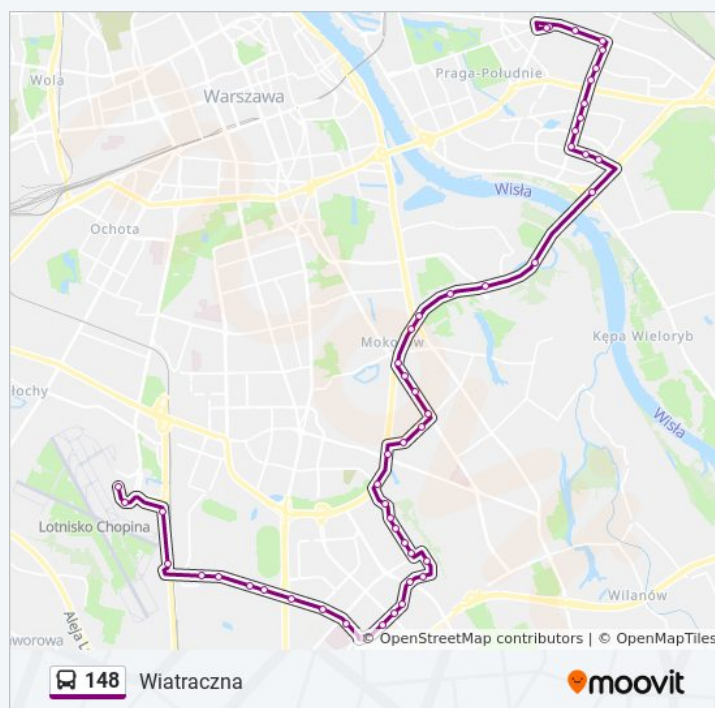 Praga-Południe
Wola
Warszawa
Wisła
Ochota
Mokotów
Kępa Wieloryb
łochy
Wisła
Lotnisko Chopina
Wilanów
aworowa
Aleja L
© OpenStreetMap contributors | © OpenMapTiles
148 Wiatraczna
moovit